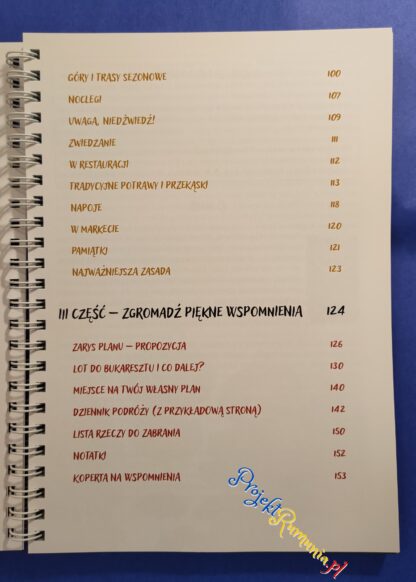 GÓRY I TRASY SEZONOWE 100
NOCLEGI 107
UWAGA, NIEDŹWIEDŹ! 109
ZWIEDZANIE 111
W RESTAURACJI 112
TRADYCYJNE POTRAWY I PRZEKĄSKI 113
NAPOJE 118
W MARKECIE 120
PAMIĄTKI 121
NAJWAŻNIEJSZA ZASADA 123
III CZĘŚĆ – ZGROMADŹ PIĘKNE WSPOMNIENIA 124
ZARYS PLANU – PROPOZYCJA 126
LOT DO BUKARESZTU I CO DALEJ? 130
MIEJSCE NA TWÓJ WŁASNY PLAN 140
DZIENNIK PODRÓŻY (Z PRZYKŁADOWĄ STRONĄ) 142
LISTA RZECZY DO ZABRANIA 150
NOTATKI 152
KOPERTA NA WSPOMNIENIA 153
Projekt
Rumunia.pl